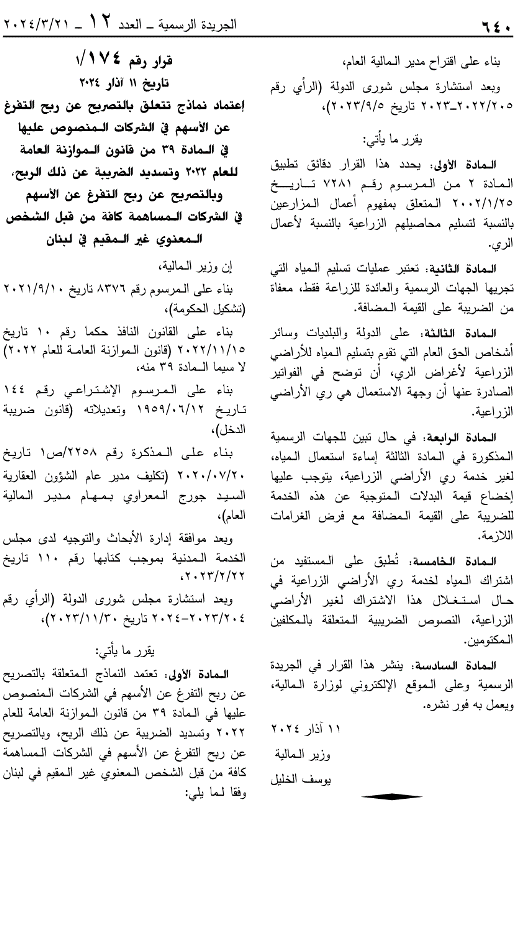 ٦٤٠
الجريدة الرسمية – العدد ١٢ – ٢٠٢٤/٣/٢١
بناء على اقتراح مدير المالية العام،
وبعد استشارة مجلس شورى الدولة (الرأي رقم
٢٠٢٢/٢٠٥–٢٠٢٣ تاريخ ٢٠٢٣/٩/٥)،
يقرر ما يأتي:
المادة الأولى: يحدد هذا القرار دقائق تطبيق
المادة ٢ من المرسوم رقم ٧٢٨١ تاريخ
٢٠٠٢/١/٢٥ المتعلق بمفهوم أعمال المزارعين
بالنسبة لتسليم محاصيلهم الزراعية بالنسبة لأعمال
الري.
المادة الثانية: تعتبر عمليات تسليم المياه التي
تجريها الجهات الرسمية والعائدة للزراعة فقط، معفاة
من الضريبة على القيمة المضافة.
المادة الثالثة: على الدولة والبلديات وسائر
أشخاص الحق العام التي تقوم بتسليم المياه للأراضي
الزراعية لأغراض الري، أن توضح في الفواتير
الصادرة عنها أن وجهة الاستعمال هي ري الأراضي
الزراعية.
المادة الرابعة: في حال تبين للجهات الرسمية
المذكورة في المادة الثالثة إساءة استعمال المياه،
لغير خدمة ري الأراضي الزراعية، يتوجب عليها
إخضاع قيمة البدلات المتوجبة عن هذه الخدمة
للضريبة على القيمة المضافة مع فرض الغرامات
اللازمة.
المادة الخامسة: تُطبق على المستفيد من
اشتراك المياه لخدمة ري الأراضي الزراعية في
حال استغلال هذا الاشتراك لغير الأراضي
الزراعية، النصوص الضريبية المتعلقة بالمكلفين
المكتومين.
المادة السادسة: ينشر هذا القرار في الجريدة
الرسمية وعلى الموقع الإلكتروني لوزارة المالية،
ويعمل به فور نشره.
١١ آذار ٢٠٢٤
وزير المالية
يوسف الخليل
قرار رقم ١/١٧٤
تاريخ ١١ آذار ٢٠٢٤
إعتماد نماذج تتعلق بالتصريح عن ربح التفرغ
عن الأسهم في الشركات المنصوص عليها
في المادة ٣٩ من قانون الموازنة العامة
للعام ٢٠٢٢ وتسديد الضريبة عن ذلك الربح،
وبالتصريح عن ربح التفرغ عن الأسهم
في الشركات المساهمة كافة من قبل الشخص
المعنوي غير المقيم في لبنان
إن وزير المالية،
بناء على المرسوم رقم ٨٣٧٦ تاريخ ٢٠٢١/٩/١٠
(تشكيل الحكومة)،
بناء على القانون النافذ حكما رقم ١٠ تاريخ
٢٠٢٢/١١/١٥ (قانون الموازنة العامة للعام ٢٠٢٢)
لا سيما المادة ٣٩ منه،
بناء على المرسوم الإشتراعي رقم ١٤٤
تاريخ ١٩٥٩/٠٦/١٢ وتعديلاته (قانون ضريبة
الدخل)،
بناء على المذكرة رقم ٢٢٥٨/ص١ تاريخ
٢٠٢٠/٠٧/٢٠ (تكليف مدير عام الشؤون العقارية
السيد جورج المعراوي بمهام مدير المالية
العام)،
وبعد موافقة إدارة الأبحاث والتوجيه لدى مجلس
الخدمة المدنية بموجب كتابها رقم ١١٠ تاريخ
٢٠٢٣/٢/٢٢،
وبعد استشارة مجلس شورى الدولة (الرأي رقم
٢٠٢٣/٢٠٤–٢٠٢٤ تاريخ ٢٠٢٣/١١/٣٠)،
يقرر ما يأتي:
المادة الأولى: تعتمد النماذج المتعلقة بالتصريح
عن ربح التفرغ عن الأسهم في الشركات المنصوص
عليها في المادة ٣٩ من قانون الموازنة العامة للعام
٢٠٢٢ وتسديد الضريبة عن ذلك الربح، وبالتصريح
عن ربح التفرغ عن الأسهم في الشركات المساهمة
كافة من قبل الشخص المعنوي غير المقيم في لبنان
وفقا لما يلي: